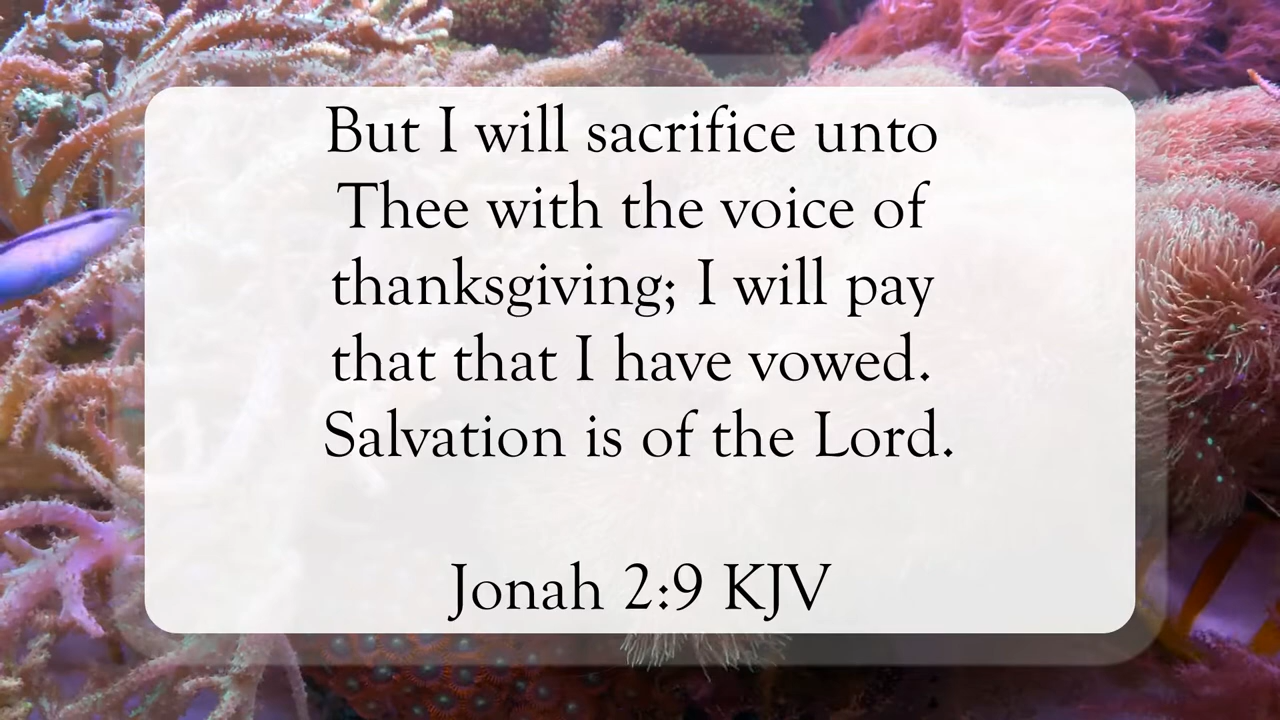 But I will sacrifice unto
Thee with the voice of
thanksgiving; I will pay
that that I have vowed.
Salvation is of the Lord.
Jonah 2:9 KJV